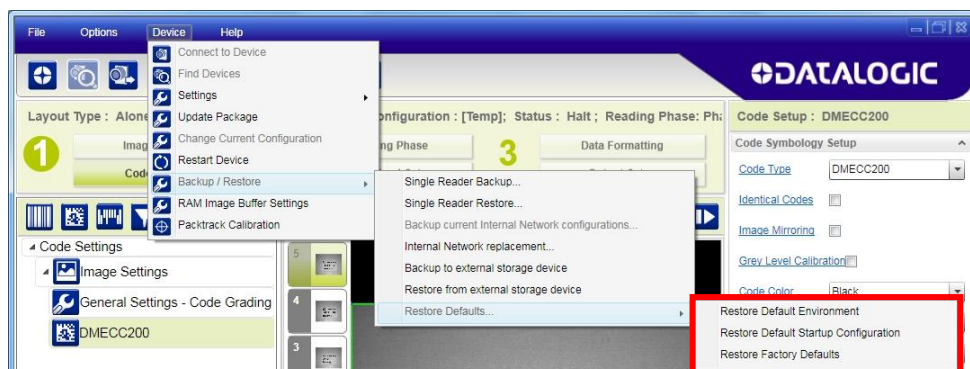 File Options Device Help
DATALOGIC
Connect to Device
Find Devices
Settings
Update Package
Change Current Configuration
Restart Device
Backup / Restore
RAM Image Buffer Settings
Packtrack Calibration
Layout Type : Alone
nfiguration : [Temp]; Status : Halt ; Reading Phase: Pha
Code Setup : DMECC200
1
Imag
ng Phase
3
Data Formatting
Code Symbology Setup
Cod
Code Type DMECC200
Single Reader Backup...
Single Reader Restore...
Backup current Internal Network configurations...
Internal Network replacement...
Backup to external storage device
Restore from external storage device
Restore Defaults...
Identical Codes
Image Mirroring
Grey Level Calibration
Code Color Black
Restore Default Environment
Restore Default Startup Configuration
Restore Factory Defaults
Code Settings
Image Settings
General Settings - Code Grading
DMECC200
5
4
3